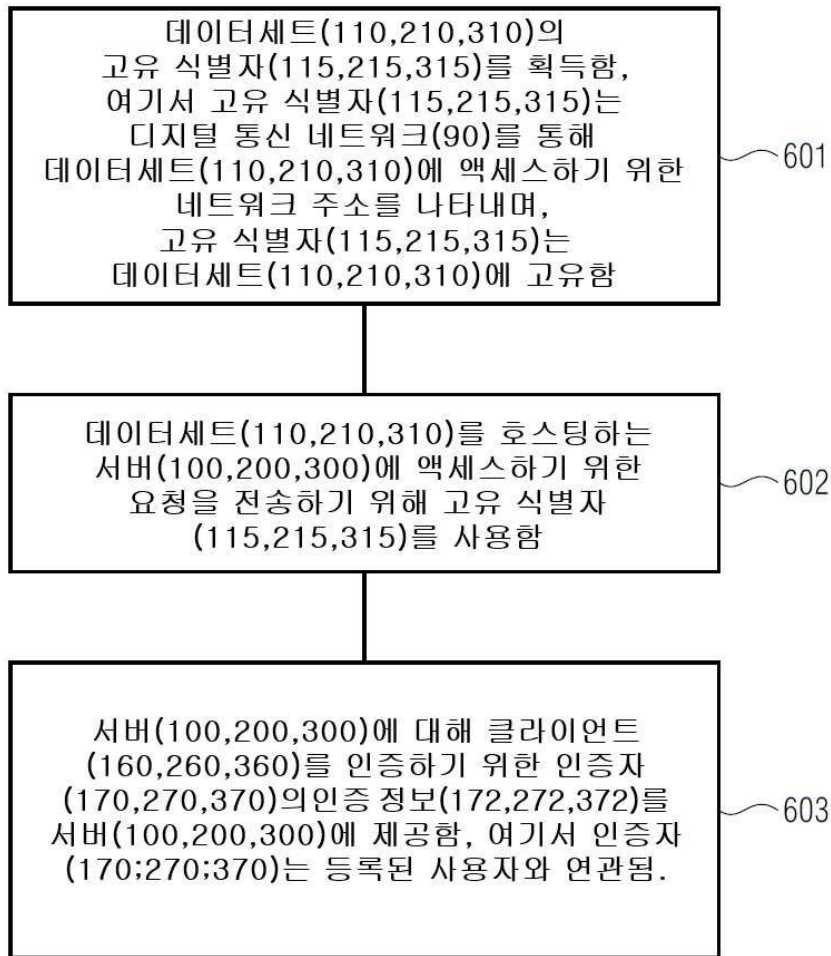 데이터세트(110,210,310)의
고유 식별자(115,215,315)를 획득함,
여기서 고유 식별자(115,215,315)는
디지털 통신 네트워크(90)를 통해
데이터세트(110,210,310)에 액세스하기 위한
네트워크 주소를 나타내며,
고유 식별자(115,215,315)는
데이터세트(110,210,310)에 고유함
601
데이터세트(110,210,310)를 호스팅하는
서버(100,200,300)에 액세스하기 위한
요청을 전송하기 위해 고유 식별자
(115,215,315)를 사용함
602
서버(100,200,300)에 대해 클라이언트
(160,260,360)를 인증하기 위한 인증자
(170,270,370)의인증 정보(172,272,372)를
서버(100,200,300)에 제공함, 여기서 인증자
(170;270;370)는 등록된 사용자와 연관됨.
603